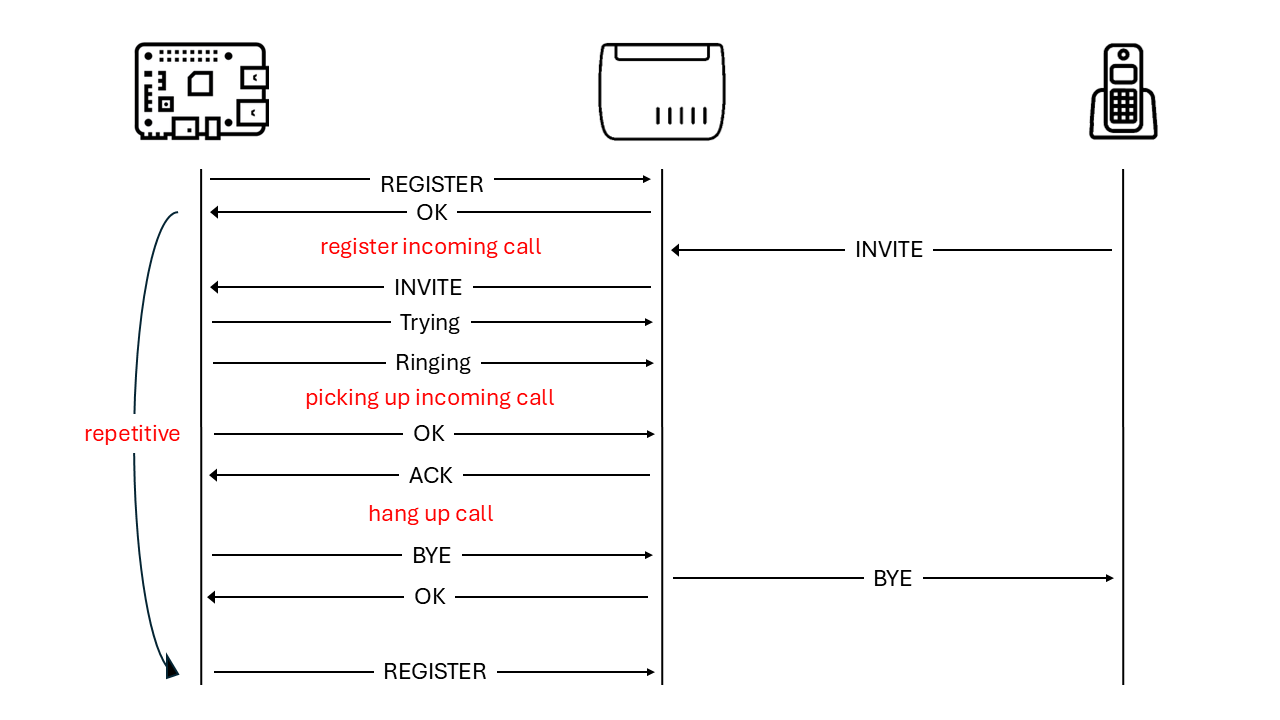 REGISTER
OK
register incoming call
INVITE
INVITE
Trying
Ringing
picking up incoming call
repetitive
OK
ACK
hang up call
BYE
BYE
OK
REGISTER